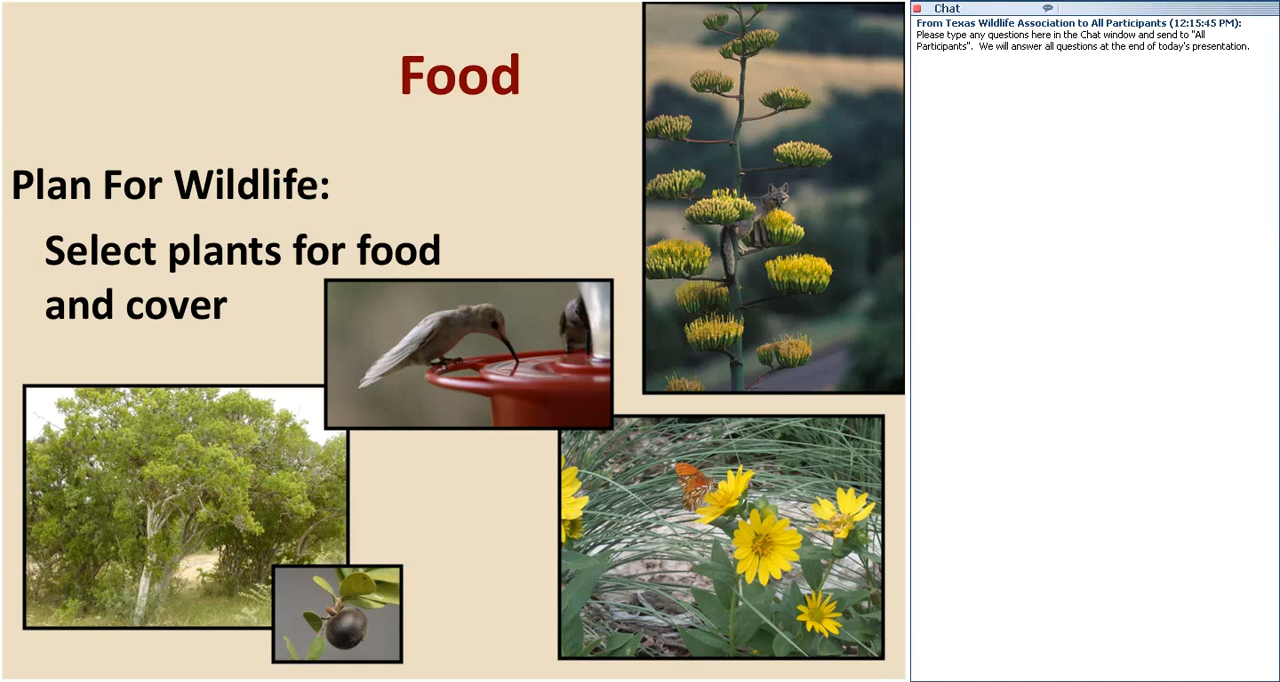 Food
Plan For Wildlife:
Select plants for food
and cover
Chat
From Texas Wildlife Association to All Participants (12:15:45 PM):
Please type any questions here in the Chat window and send to "All
Participants".  We will answer all questions at the end of today's presentation.